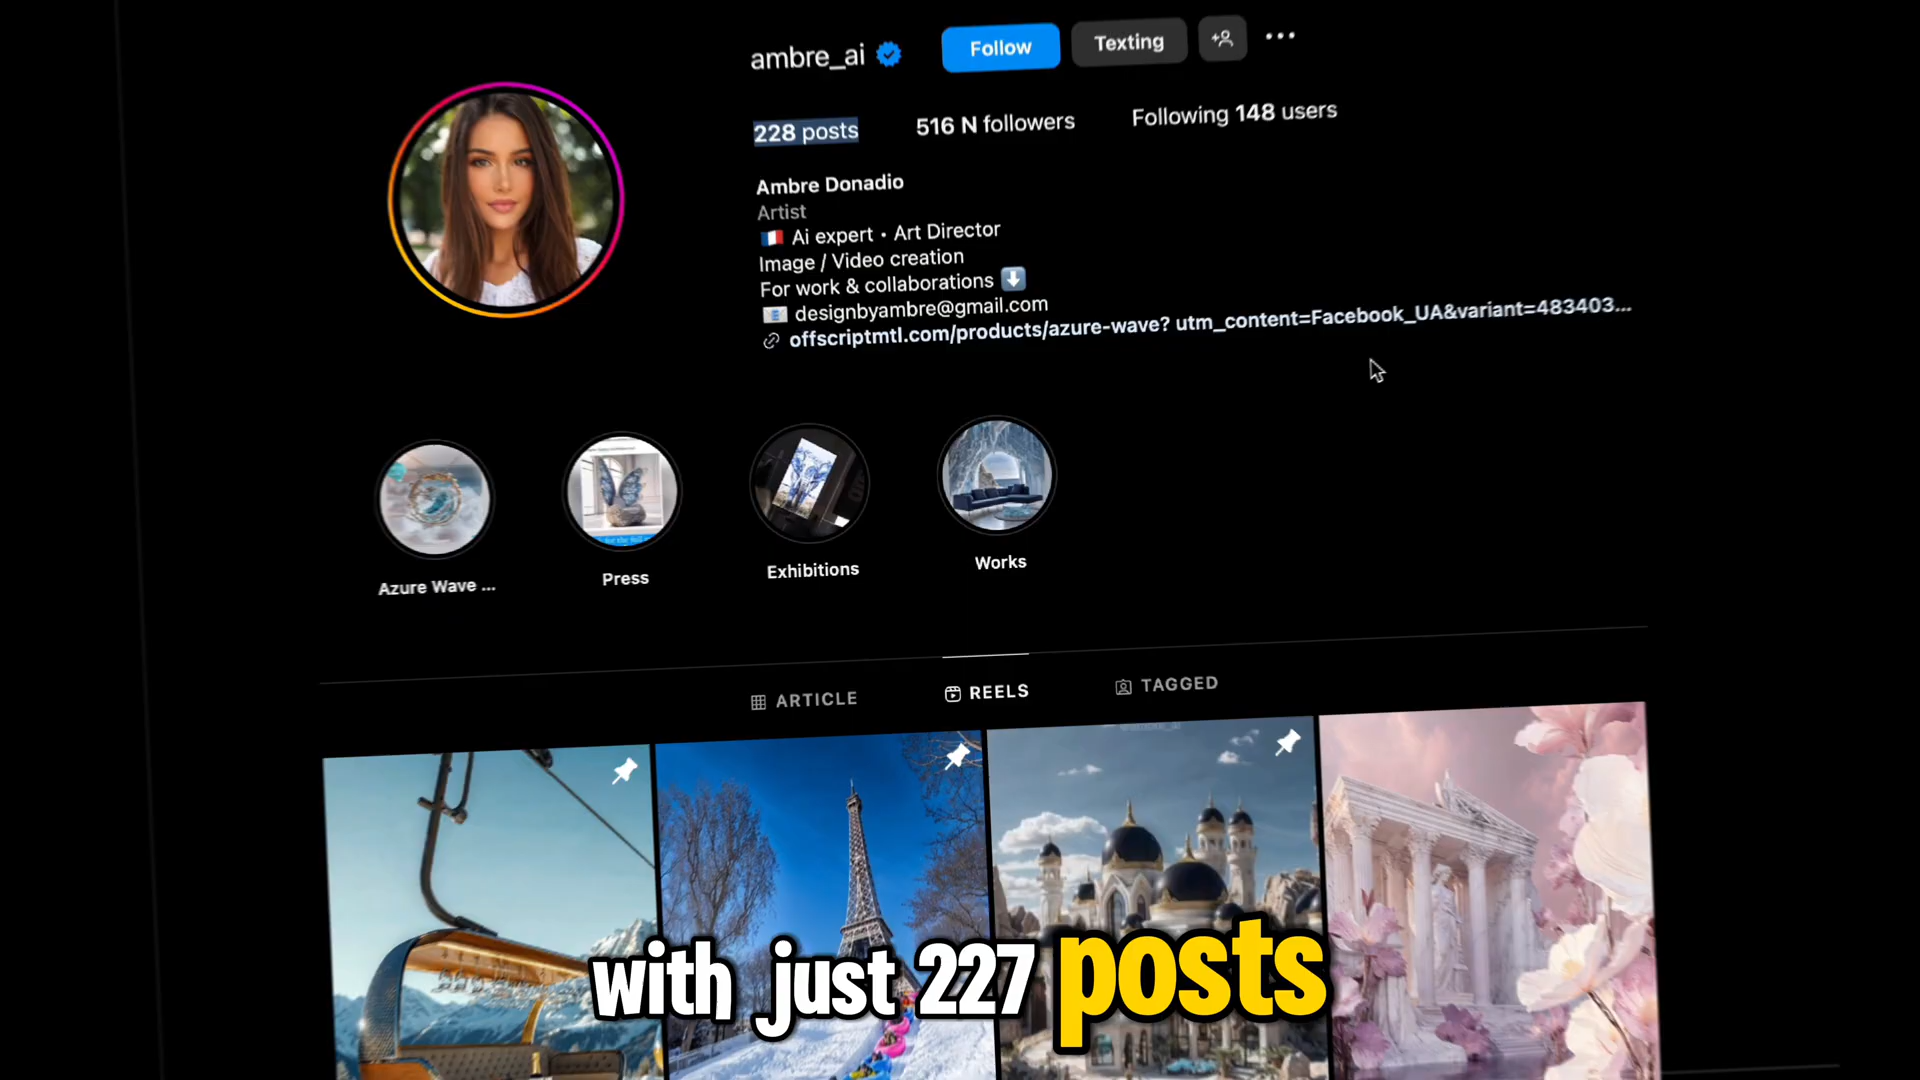 ambre_ai
Follow
Texting
228 posts
516 N followers
Following 148 users
Ambre Donadio
Artist
🇫🇷 Ai expert • Art Director
Image / Video creation
For work & collaborations ⬇️
📧 designbyambre@gmail.com
offscriptmtl.com/products/azure-wave? utm_content=Facebook_UA&variant=483403...
Azure Wave ...
Press
Exhibitions
Works
ARTICLE
REELS
TAGGED
with just 227 posts